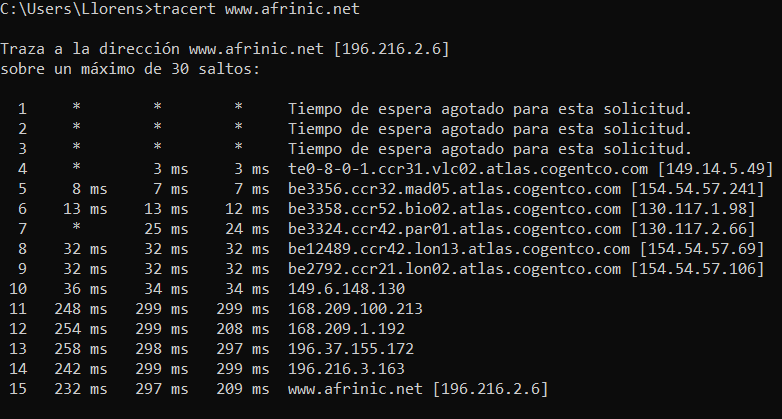 C:\Users\Llorens>tracert www.afrinic.net
Traza a la dirección www.afrinic.net [196.216.2.6]
sobre un máximo de 30 saltos:
1 * * * Tiempo de espera agotado para esta solicitud.
2 * * * Tiempo de espera agotado para esta solicitud.
3 * * * Tiempo de espera agotado para esta solicitud.
4 * 3 ms 3 ms te0-8-0-1.ccr31.vlc02.atlas.cogentco.com [149.14.5.49]
5 8 ms 7 ms 7 ms be3356.ccr32.mad05.atlas.cogentco.com [154.54.57.241]
6 13 ms 13 ms 12 ms be3358.ccr52.bio02.atlas.cogentco.com [130.117.1.98]
7 * 25 ms 24 ms be3324.ccr42.par01.atlas.cogentco.com [130.117.2.66]
8 32 ms 32 ms 32 ms be12489.ccr42.lon13.atlas.cogentco.com [154.54.57.69]
9 32 ms 32 ms 32 ms be2792.ccr21.lon02.atlas.cogentco.com [154.54.57.106]
10 36 ms 34 ms 34 ms 149.6.148.130
11 248 ms 299 ms 299 ms 168.209.100.213
12 254 ms 299 ms 208 ms 168.209.1.192
13 258 ms 298 ms 297 ms 196.37.155.172
14 242 ms 299 ms 299 ms 196.216.3.163
15 232 ms 297 ms 209 ms www.afrinic.net [196.216.2.6]